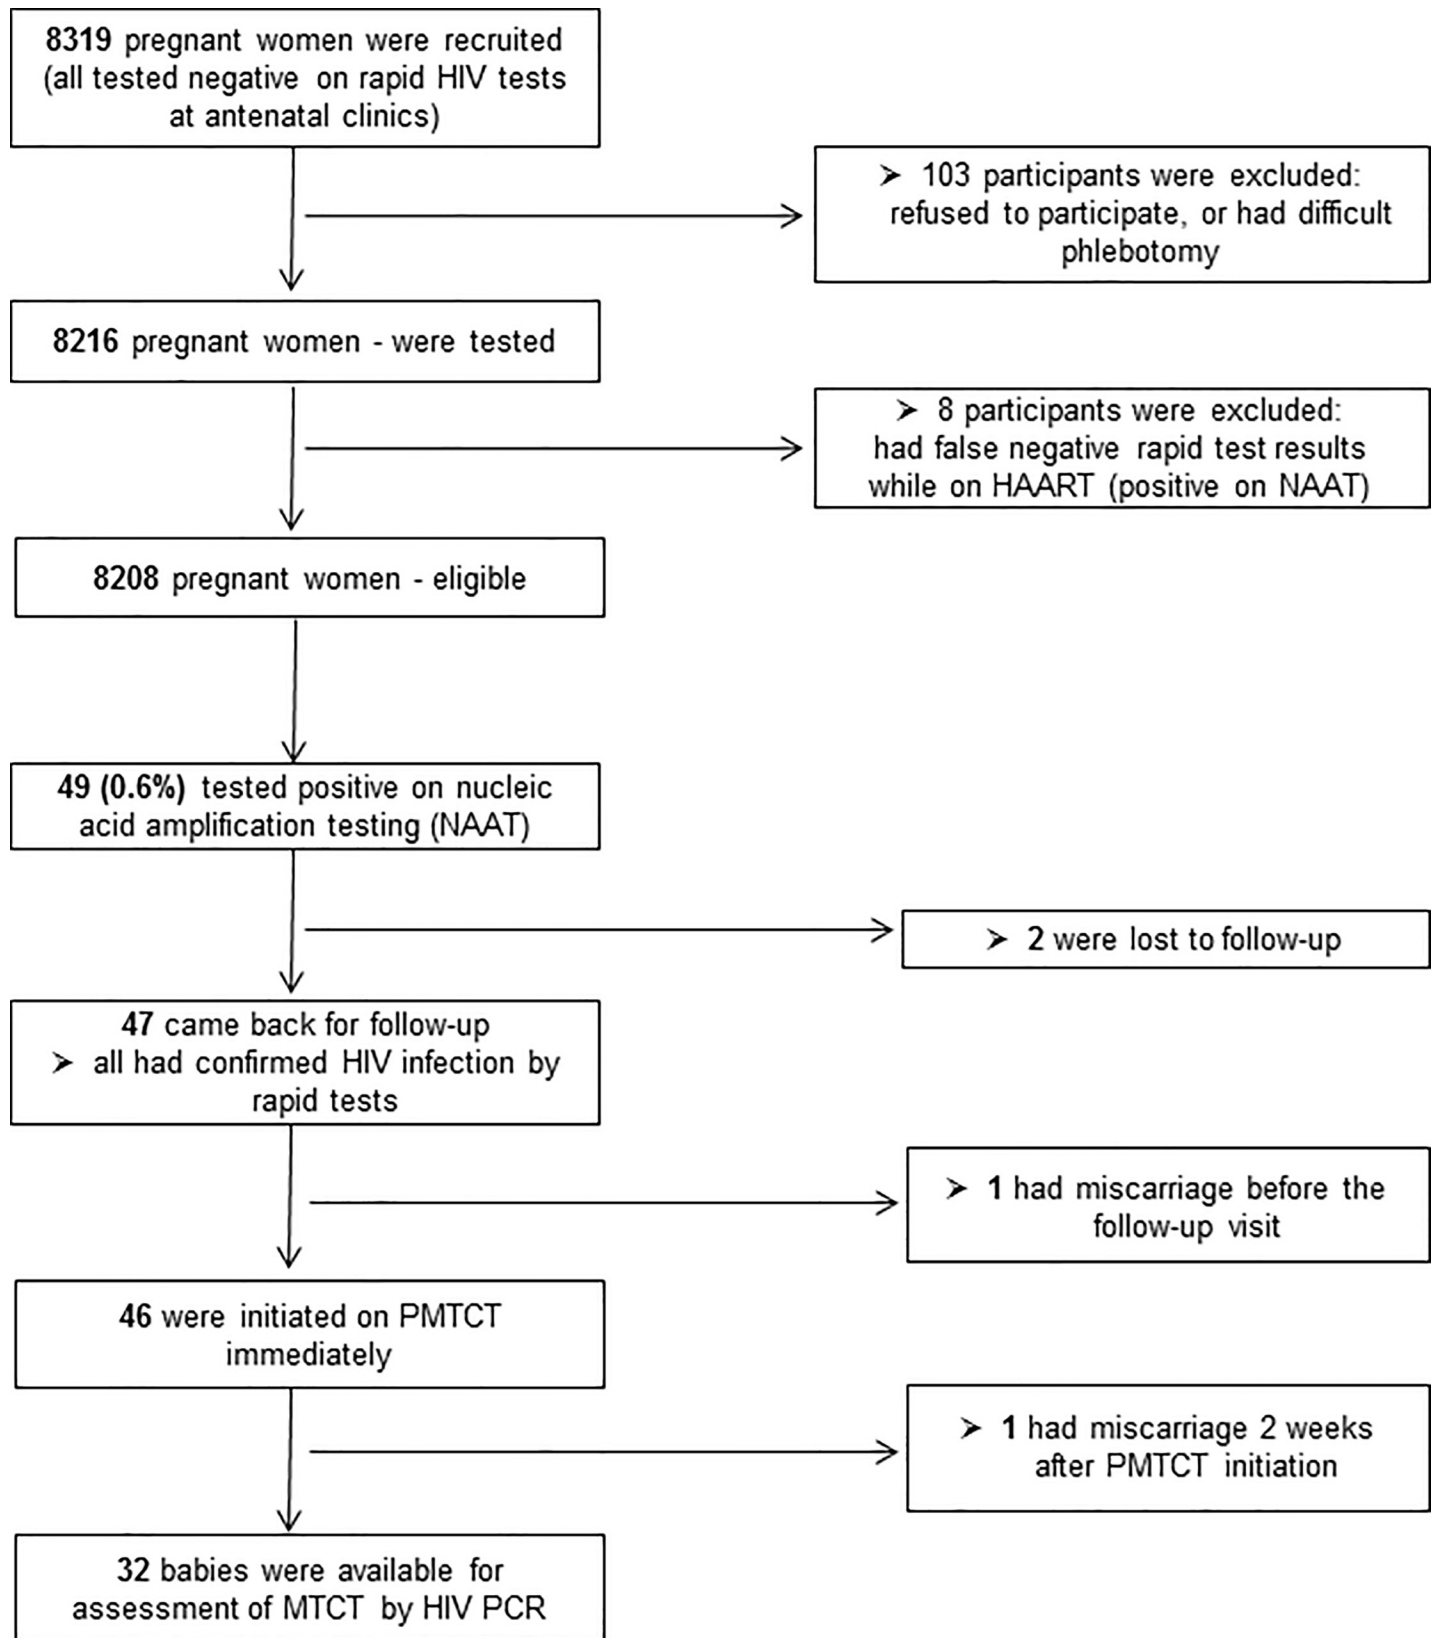 8319 pregnant women were recruited
(all tested negative on rapid HIV tests
at antenatal clinics)
➢ 103 participants were excluded:
refused to participate, or had difficult
phlebotomy
8216 pregnant women - were tested
➢ 8 participants were excluded:
had false negative rapid test results
while on HAART (positive on NAAT)
8208 pregnant women - eligible
49 (0.6%) tested positive on nucleic
acid amplification testing (NAAT)
➢ 2 were lost to follow-up
47 came back for follow-up
➢ all had confirmed HIV infection by
rapid tests
➢ 1 had miscarriage before the
follow-up visit
46 were initiated on PMTCT
immediately
➢ 1 had miscarriage 2 weeks
after PMTCT initiation
32 babies were available for
assessment of MTCT by HIV PCR